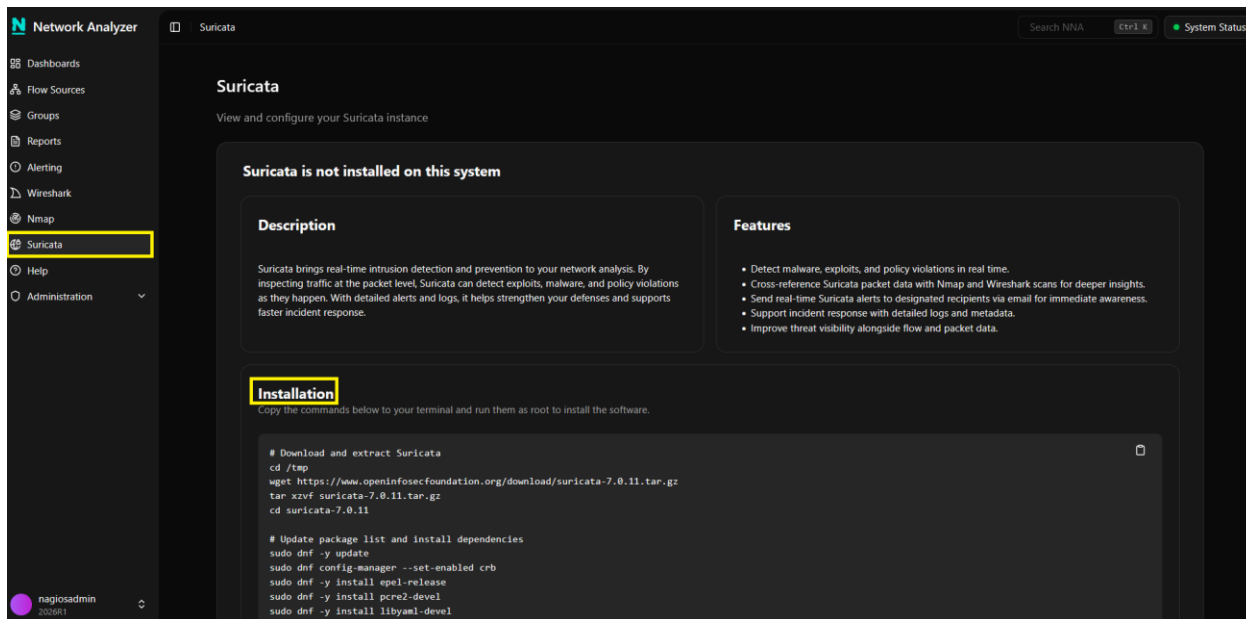 Network Analyzer
Suricata
Search NNA
Ctrl K
System Status
Dashboards
Flow Sources
Groups
Reports
Alerting
Wireshark
Nmap
Suricata
Help
Administration
nagiosadmin
2026R1
Suricata
View and configure your Suricata instance
Suricata is not installed on this system
Description
Suricata brings real-time intrusion detection and prevention to your network analysis. By
inspecting traffic at the packet level, Suricata can detect exploits, malware, and policy violations
as they happen. With detailed alerts and logs, it helps strengthen your defenses and supports
faster incident response.
Features
• Detect malware, exploits, and policy violations in real time.
• Cross-reference Suricata packet data with Nmap and Wireshark scans for deeper insights.
• Send real-time Suricata alerts to designated recipients via email for immediate awareness.
• Support incident response with detailed logs and metadata.
• Improve threat visibility alongside flow and packet data.
Installation
Copy the commands below to your terminal and run them as root to install the software.
# Download and extract Suricata
cd /tmp
wget https://www.openinfosecfoundation.org/download/suricata-7.0.11.tar.gz
tar xzvf suricata-7.0.11.tar.gz
cd suricata-7.0.11
# Update package list and install dependencies
sudo dnf -y update
sudo dnf config-manager --set-enabled crb
sudo dnf -y install epel-release
sudo dnf -y install pcre2-devel
sudo dnf -y install libyaml-devel